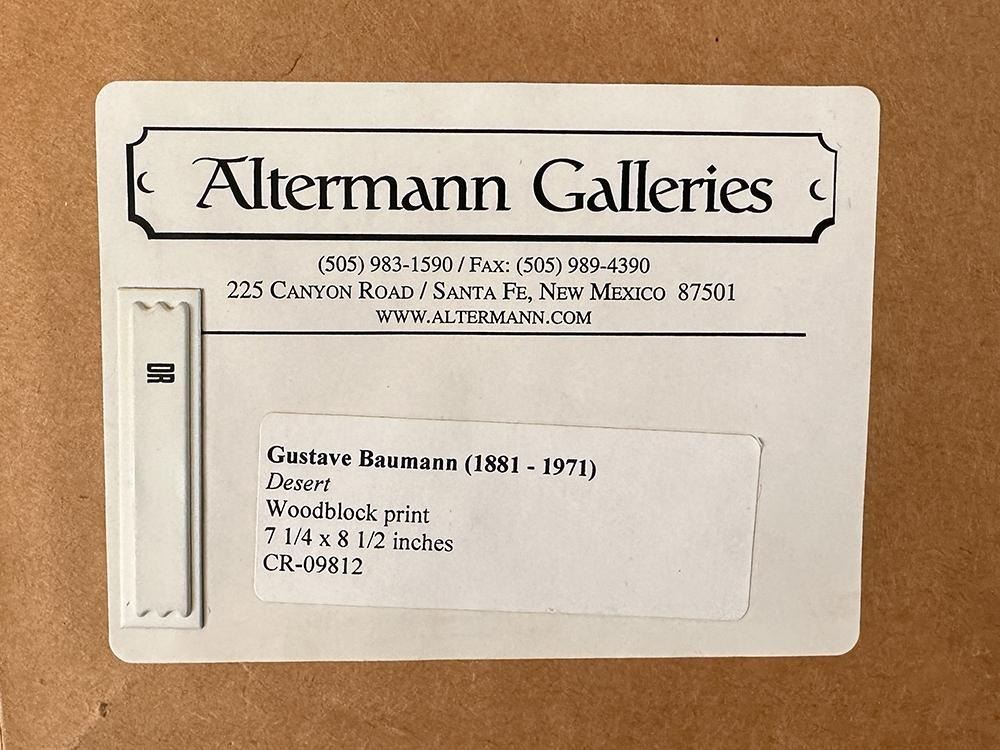 Altermann Galleries
(505) 983-1590 / FAX: (505) 989-4390
225 CANYON ROAD / SANTA FE, NEW MEXICO 87501
WWW.ALTERMANN.COM
DR
Gustave Baumann (1881 - 1971)
Desert
Woodblock print
7 1/4 x 8 1/2 inches
CR-09812